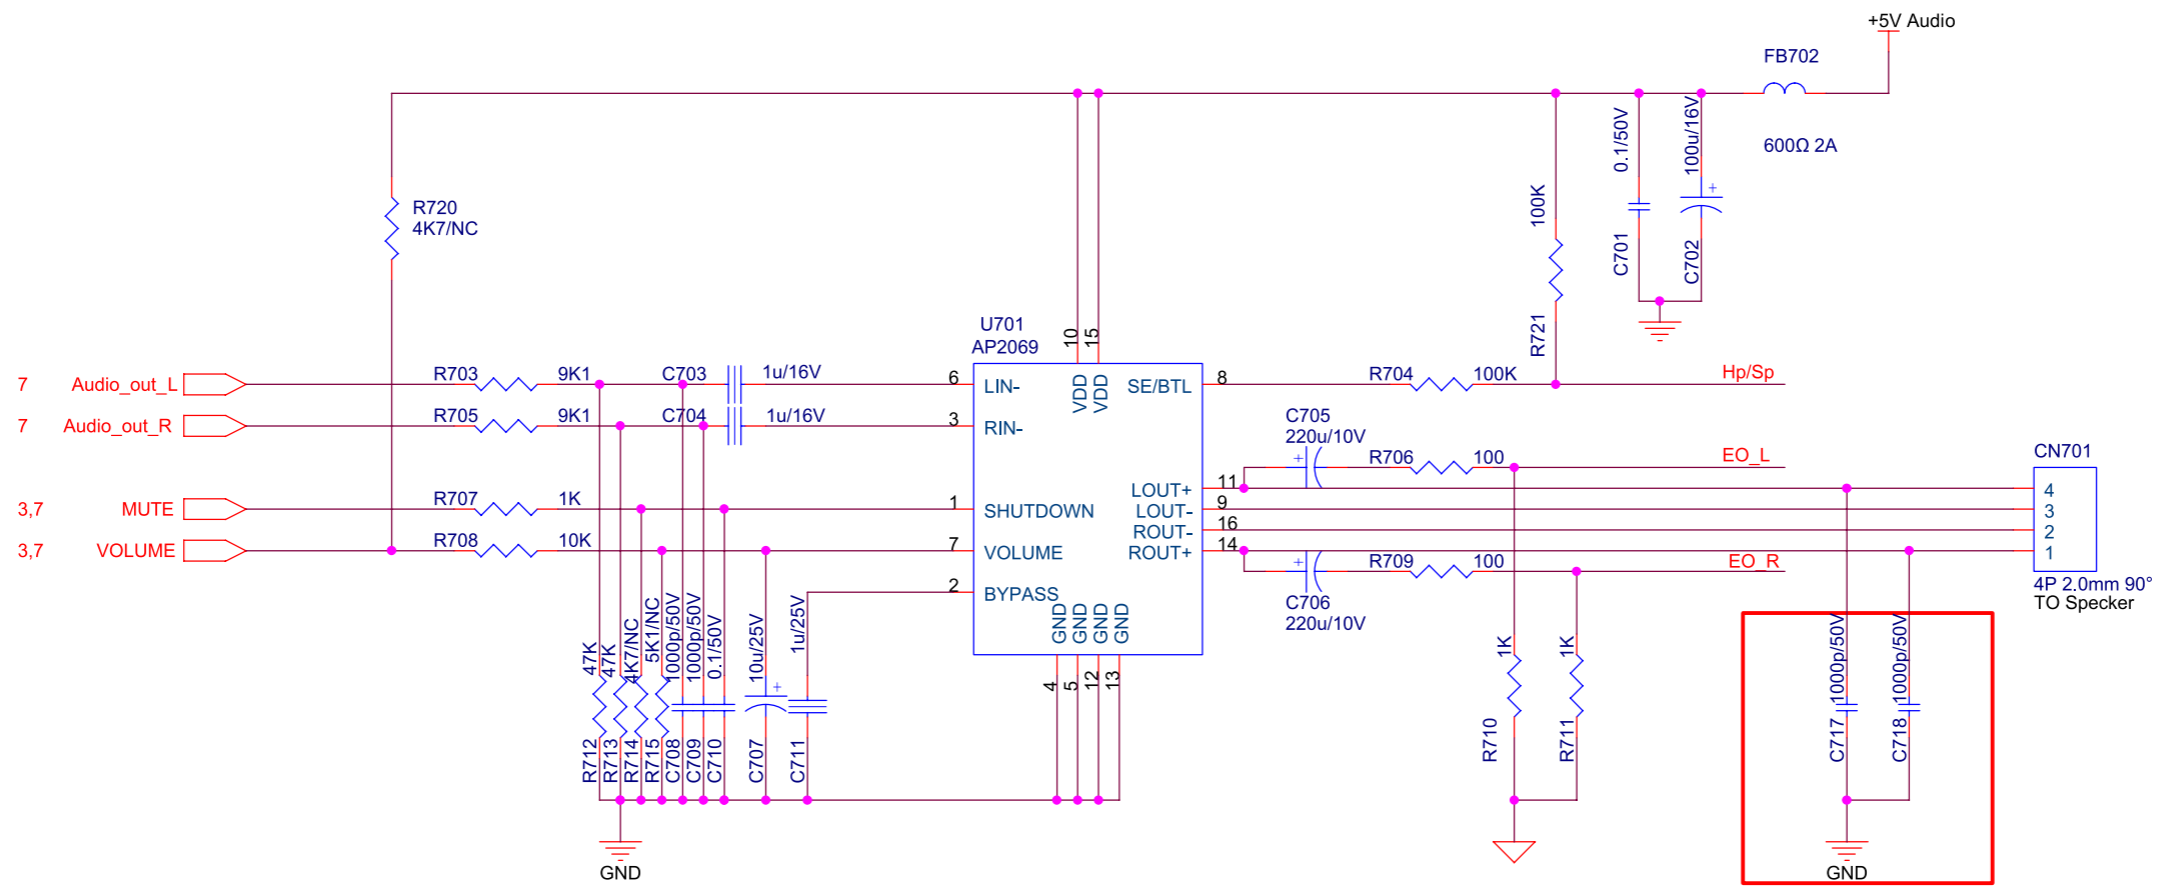 +5V Audio
FB702
600Ω 2A
0.1/50V
C701
100u/16V
C702
R720
4K7/NC
100K
R721
U701
AP2069
10
15
VDD
VDD
7 Audio_out_L
R703 9K1
C703 1u/16V
6 LIN-
SE/BTL 8
R704 100K
Hp/Sp
7 Audio_out_R
R705 9K1
C704 1u/16V
3 RIN-
C705
220u/10V
R706 100
EO_L
CN701
LOUT+ 11
4
3,7 MUTE
R707 1K
1 SHUTDOWN
LOUT- 9
3
ROUT- 16
2
3,7 VOLUME
R708 10K
7 VOLUME
ROUT+ 14
1
R709 100
EO_R
4P 2.0mm 90°
TO Specker
2 BYPASS
C706
220u/10V
GND
GND
GND
GND
4
5
12
13
47K
47K
4K7/NC
5K1/NC
1000p/50V
1000p/50V
0.1/50V
10u/25V
1u/25V
R712
R713
R714
R715
C708
C709
C710
C707
C711
1K
R710
1K
R711
1000p/50V
C717
1000p/50V
C718
GND
GND